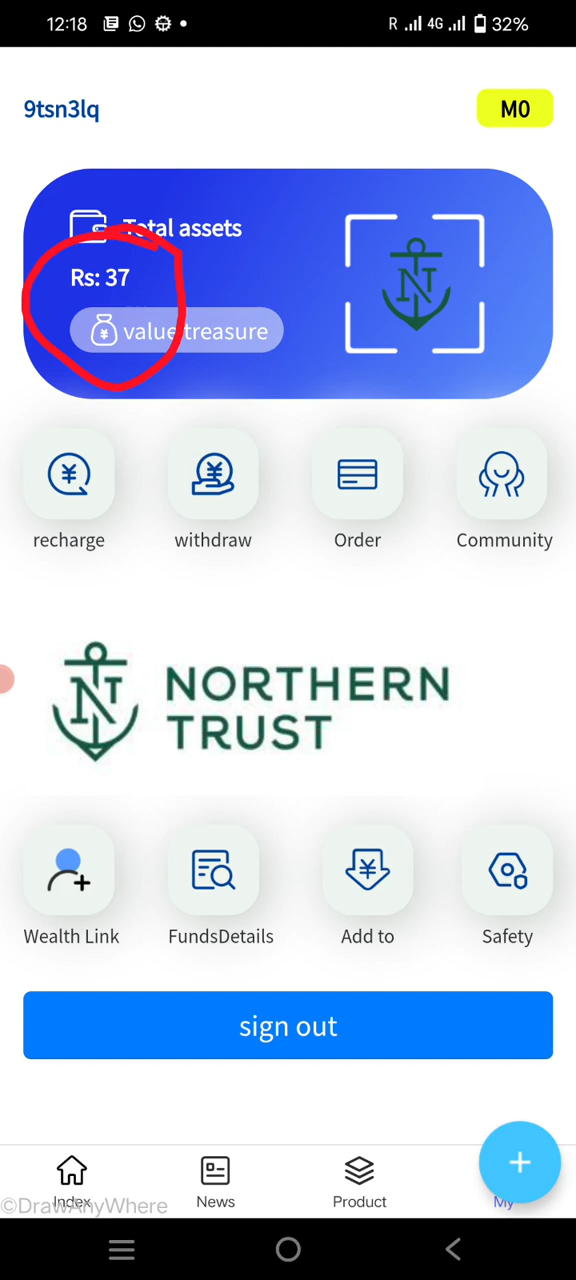 12:18 R 4G 32%
9tsn3lq M0
Total assets
Rs: 37
¥ value treasure
N
¥ ¥
recharge withdraw Order Community
N NORTHERN
TRUST
¥
Wealth Link FundsDetails Add to Safety
sign out
Index News Product My
©DrawAnyWhere